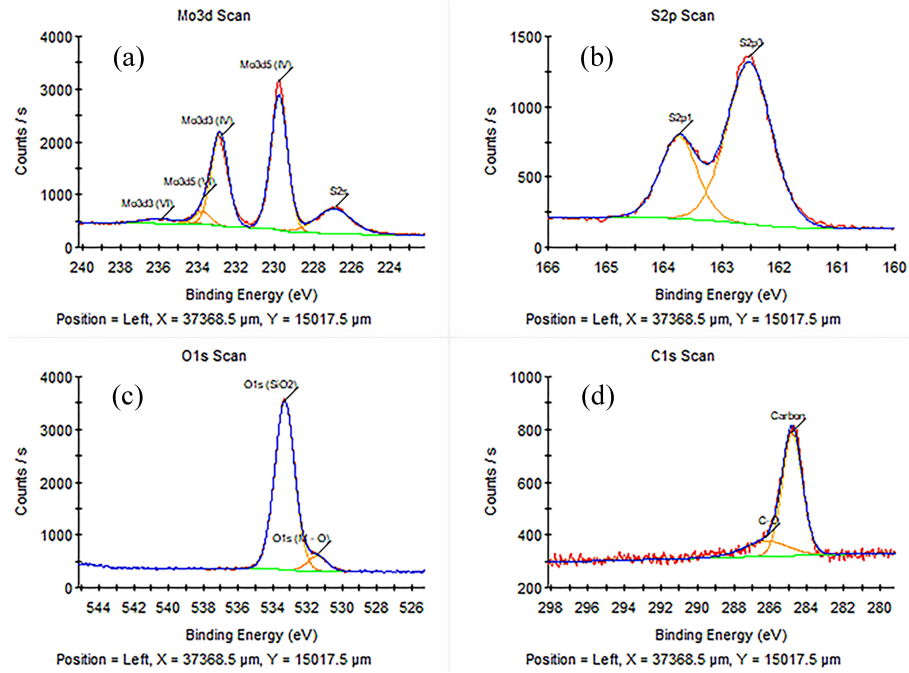 Mo3d Scan
(a)
Counts / s
4000
3000
2000
1000
0
Mo3d5 (IV)
Mo3d3 (IV)
Mo3d5 (VI)
Mo3d3 (VI)
S2s
240 238 236 234 232 230 228 226 224
Binding Energy (eV)
Position = Left, X = 37368.5 µm, Y = 15017.5 µm
S2p Scan
(b)
Counts / s
1500
1000
500
0
S2p3
S2p1
166 165 164 163 162 161 160
Binding Energy (eV)
Position = Left, X = 37368.5 µm, Y = 15017.5 µm
O1s Scan
(c)
Counts / s
4000
3000
2000
1000
0
O1s (SiO2)
O1s (M - O)
544 542 540 538 536 534 532 530 528 526
Binding Energy (eV)
Position = Left, X = 37368.5 µm, Y = 15017.5 µm
C1s Scan
(d)
Counts / s
1000
800
600
400
200
Carbon
C-O
298 296 294 292 290 288 286 284 282 280
Binding Energy (eV)
Position = Left, X = 37368.5 µm, Y = 15017.5 µm